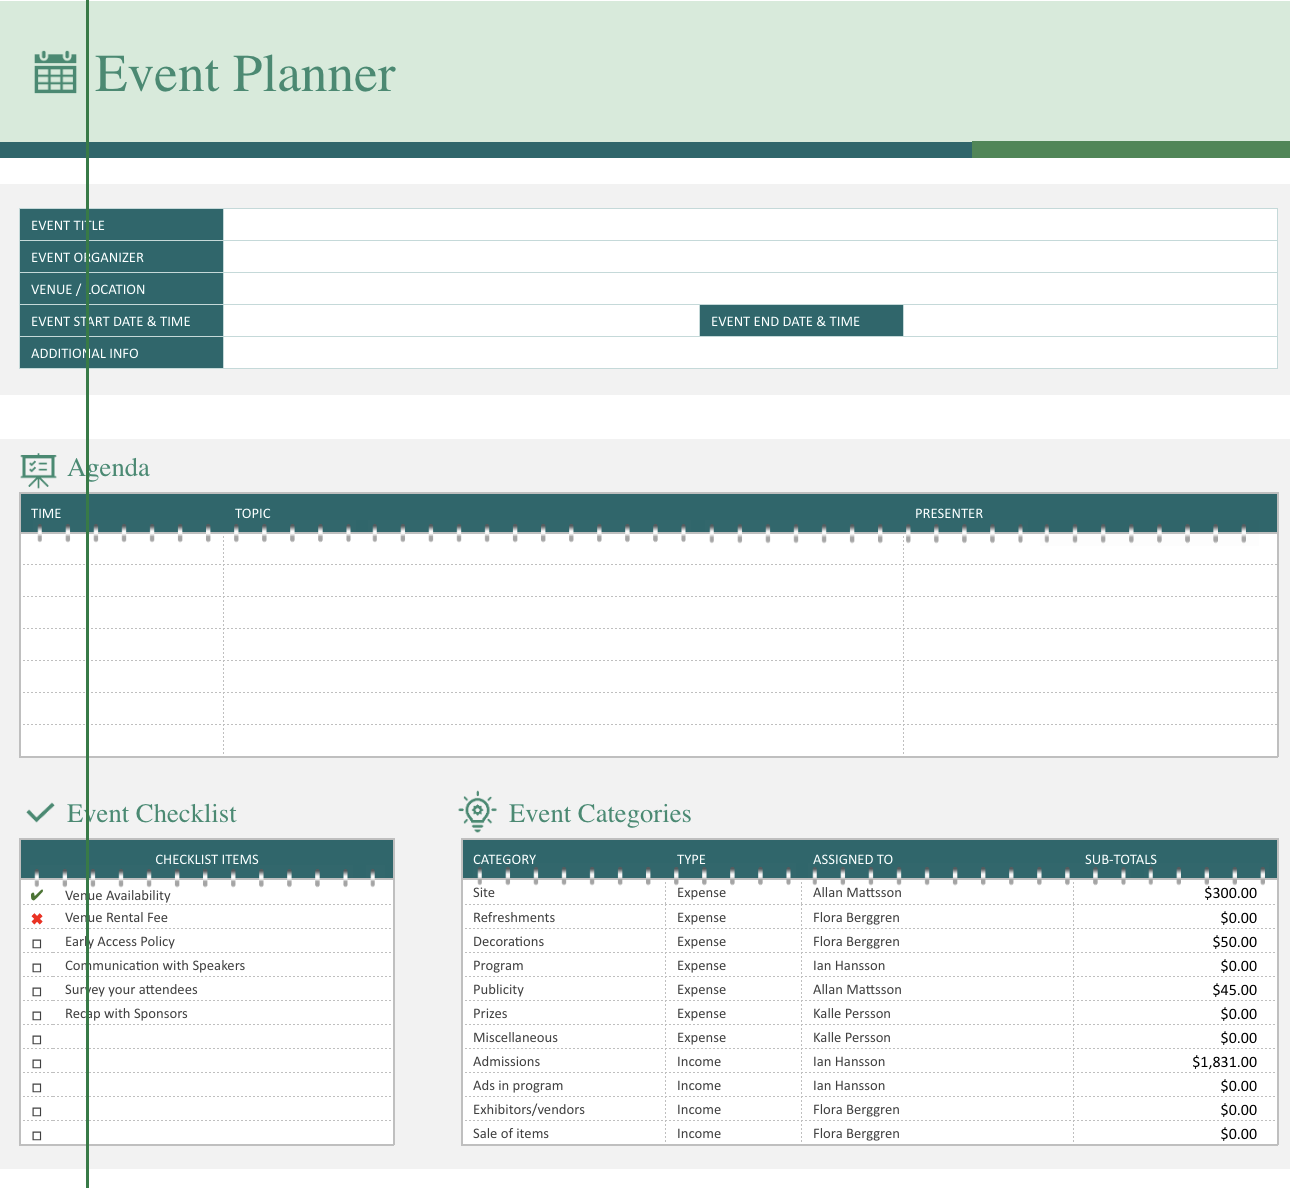 Event Planner
EVENT TITLE
EVENT ORGANIZER
VENUE / LOCATION
EVENT START DATE & TIME EVENT END DATE & TIME
ADDITIONAL INFO
Agenda
TIME TOPIC PRESENTER
Event Checklist
CHECKLIST ITEMS
✔ Venue Availability
✖ Venue Rental Fee
☐ Early Access Policy
☐ Communication with Speakers
☐ Survey your attendees
☐ Recap with Sponsors
☐
☐
☐
☐
☐
Event Categories
CATEGORY TYPE ASSIGNED TO SUB-TOTALS
Site Expense Allan Mattsson $300.00
Refreshments Expense Flora Berggren $0.00
Decorations Expense Flora Berggren $50.00
Program Expense Ian Hansson $0.00
Publicity Expense Allan Mattsson $45.00
Prizes Expense Kalle Persson $0.00
Miscellaneous Expense Kalle Persson $0.00
Admissions Income Ian Hansson $1,831.00
Ads in program Income Ian Hansson $0.00
Exhibitors/vendors Income Flora Berggren $0.00
Sale of items Income Flora Berggren $0.00